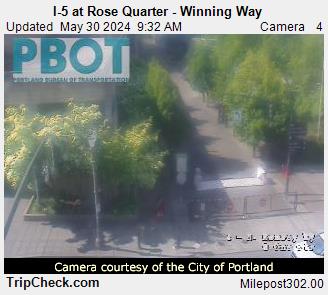 I-5 at Rose Quarter - Winning Way
Updated May 30 2024 9:32 AM Camera 4
PBOT
PORTLAND BUREAU OF TRANSPORTATION
Camera courtesy of the City of Portland
TripCheck.com Milepost302.00